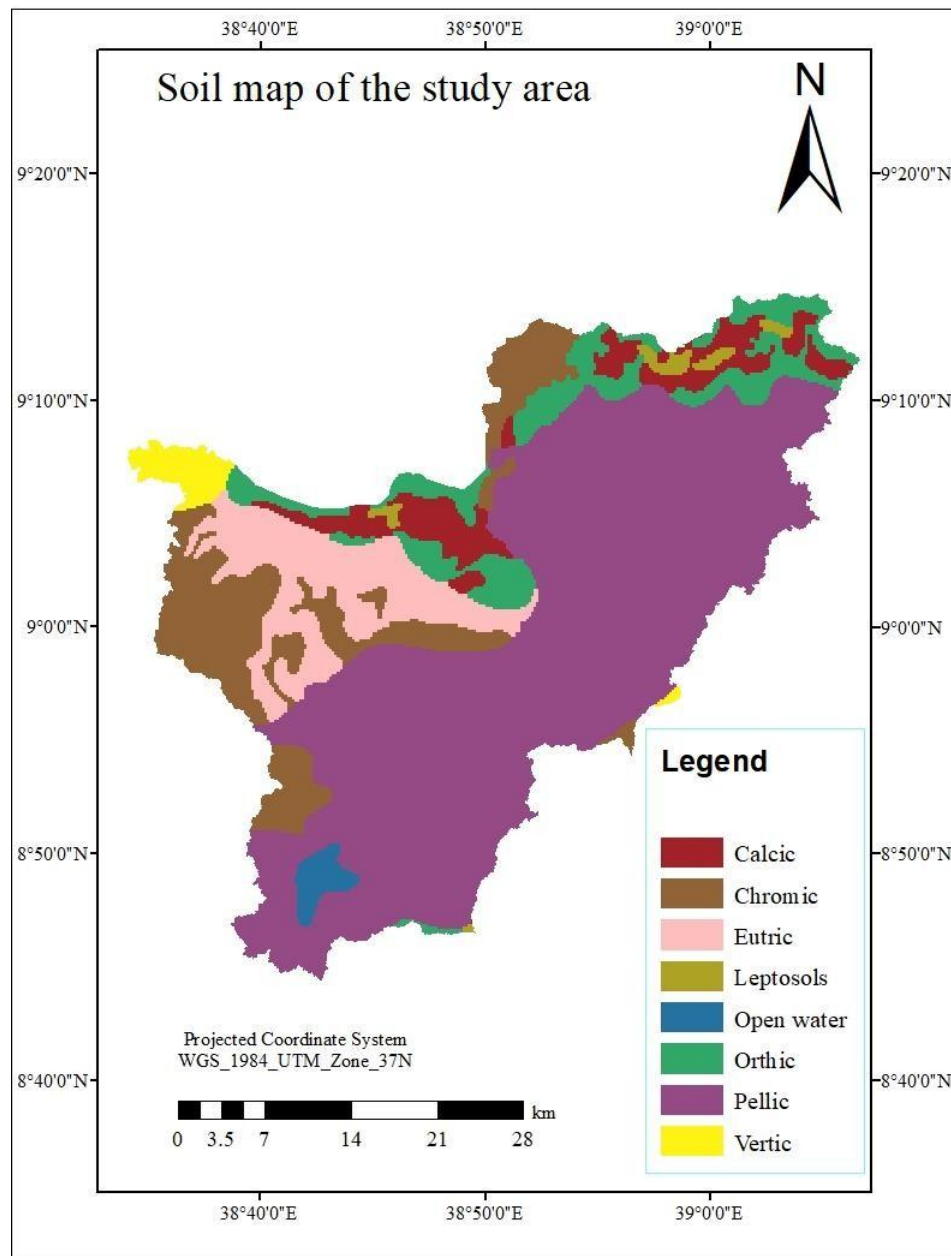 38°40'0"E 38°50'0"E 39°0'0"E
Soil map of the study area
N
9°20'0"N 9°20'0"N
9°10'0"N 9°10'0"N
9°0'0"N 9°0'0"N
Legend
Calcic
8°50'0"N 8°50'0"N
Chromic
Eutric
Leptosols
Open water
Orthic
Pellic
Vertic
Projected Coordinate System
WGS_1984_UTM_Zone_37N
8°40'0"N 8°40'0"N
km
0 3.5 7 14 21 28
38°40'0"E 38°50'0"E 39°0'0"E